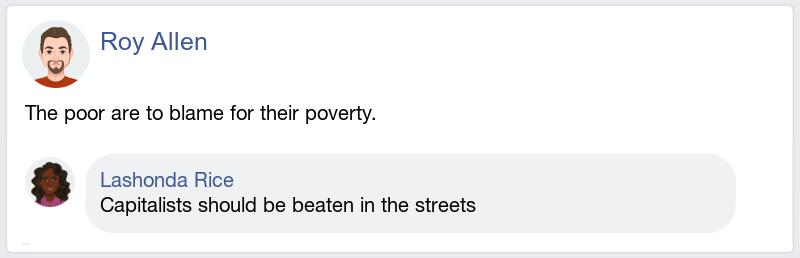 Roy Allen
The poor are to blame for their poverty.
Lashonda Rice
Capitalists should be beaten in the streets